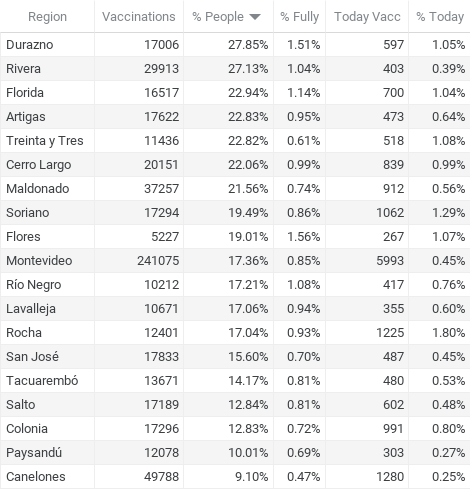 Region Vaccinations % People % Fully Today Vacc % Today
Durazno 17006 27.85% 1.51% 597 1.05%
Rivera 29913 27.13% 1.04% 403 0.39%
Florida 16517 22.94% 1.14% 700 1.04%
Artigas 17622 22.83% 0.95% 473 0.64%
Treinta y Tres 11436 22.82% 0.61% 518 1.08%
Cerro Largo 20151 22.06% 0.99% 839 0.99%
Maldonado 37257 21.56% 0.74% 912 0.56%
Soriano 17294 19.49% 0.86% 1062 1.29%
Flores 5227 19.01% 1.56% 267 1.07%
Montevideo 241075 17.36% 0.85% 5993 0.45%
Río Negro 10212 17.21% 1.08% 417 0.76%
Lavalleja 10671 17.06% 0.94% 355 0.60%
Rocha 12401 17.04% 0.93% 1225 1.80%
San José 17833 15.60% 0.70% 487 0.45%
Tacuarembó 13671 14.17% 0.81% 480 0.53%
Salto 17189 12.84% 0.81% 602 0.48%
Colonia 17296 12.83% 0.72% 991 0.80%
Paysandú 12078 10.01% 0.69% 303 0.27%
Canelones 49788 9.10% 0.47% 1280 0.25%